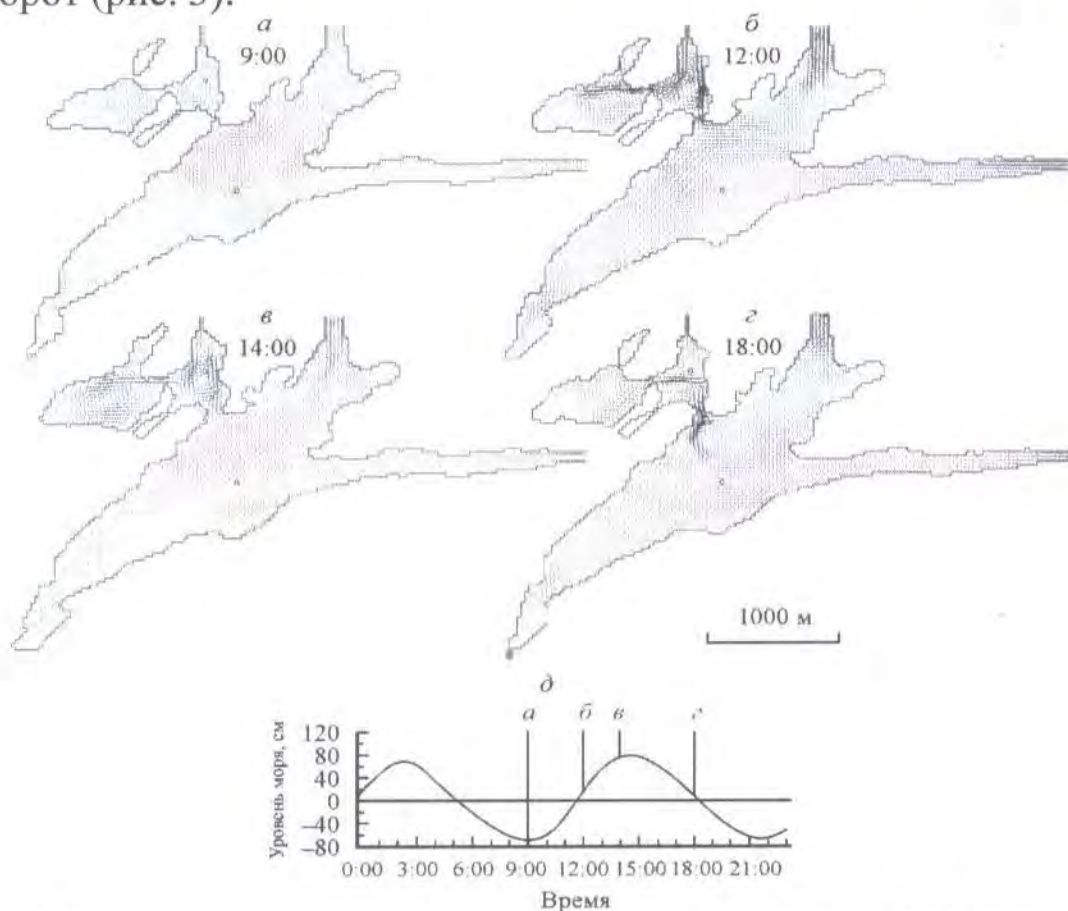 орот (рис. 3).
а
9:00
б
12:00
в
14:00
г
18:00
1000 м
д
а б в г
Уровень моря, см
120
80
40
0
–40
–80
0:00 3:00 6:00 9:00 12:00 15:00 18:00 21:00
Время